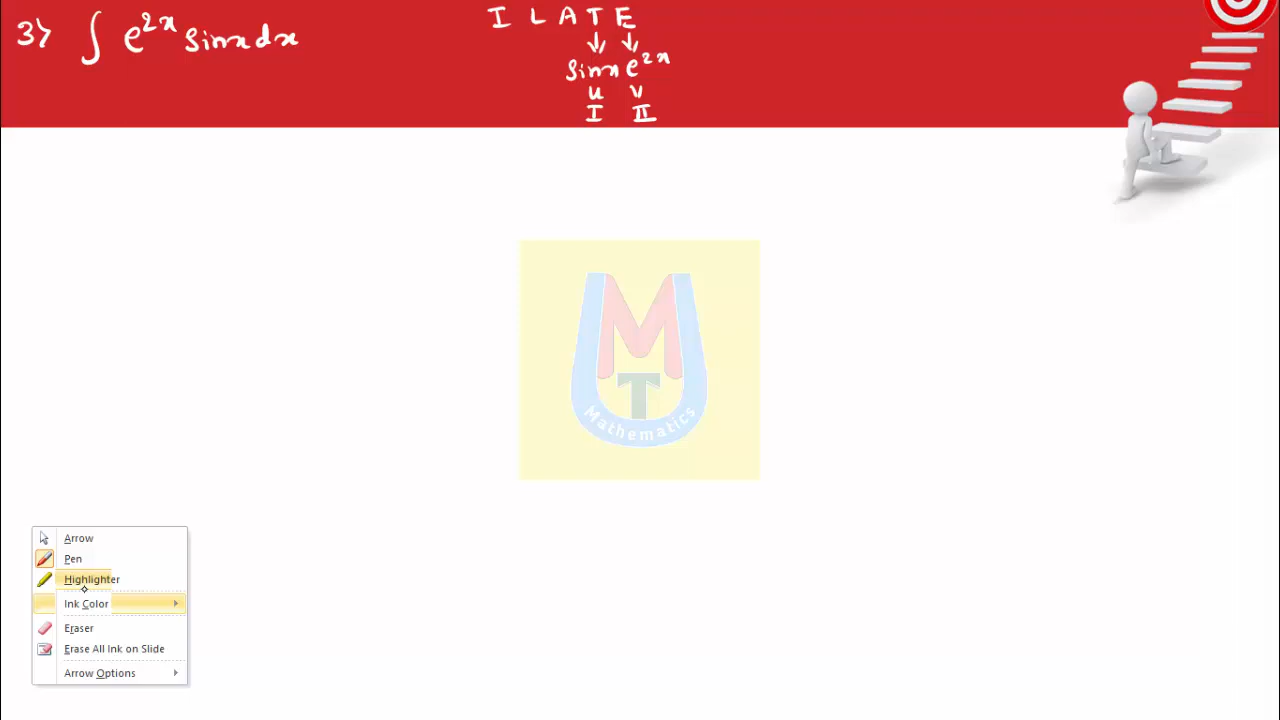 3) ∫ e^2x sinx dx
I L A T E
↓ ↓
sinx e^2x
u v
I II
M
T
Mathematics
Arrow
Pen
Highlighter
Ink Color
Eraser
Erase All Ink on Slide
Arrow Options